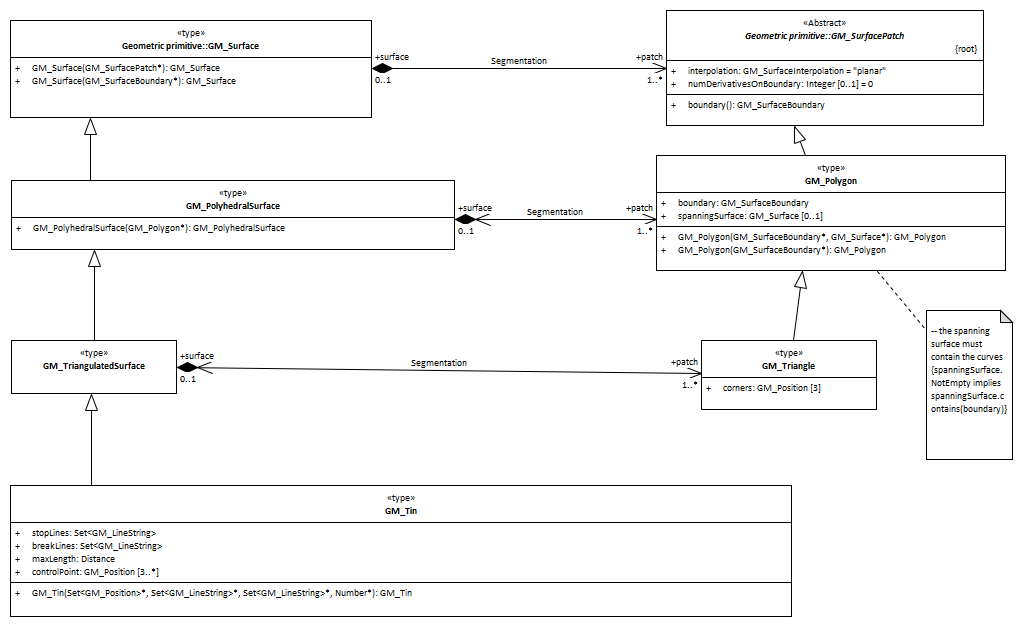 «type»
Geometric primitive::GM_Surface
+ GM_Surface(GM_SurfacePatch*): GM_Surface
+ GM_Surface(GM_SurfaceBoundary*): GM_Surface
+surface
0..1
Segmentation
+patch
1..*
«Abstract»
Geometric primitive::GM_SurfacePatch
{root}
+ interpolation: GM_SurfaceInterpolation = "planar"
+ numDerivativesOnBoundary: Integer [0..1] = 0
+ boundary(): GM_SurfaceBoundary
«type»
GM_PolyhedralSurface
+ GM_PolyhedralSurface(GM_Polygon*): GM_PolyhedralSurface
+surface
0..1
Segmentation
+patch
1..*
«type»
GM_Polygon
+ boundary: GM_SurfaceBoundary
+ spanningSurface: GM_Surface [0..1]
+ GM_Polygon(GM_SurfaceBoundary*, GM_Surface*): GM_Polygon
+ GM_Polygon(GM_SurfaceBoundary*): GM_Polygon
«type»
GM_TriangulatedSurface
+surface
0..1
Segmentation
+patch
1..*
«type»
GM_Triangle
+ corners: GM_Position [3]
-- the spanning
surface must
contain the curves
{spanningSurface.
NotEmpty implies
spanningSurface.c
ontains(boundary)}
«type»
GM_Tin
+ stopLines: Set<GM_LineString>
+ breakLines: Set<GM_LineString>
+ maxLength: Distance
+ controlPoint: GM_Position [3..*]
+ GM_Tin(Set<GM_Position>*, Set<GM_LineString>*, Set<GM_LineString>*, Number*): GM_Tin